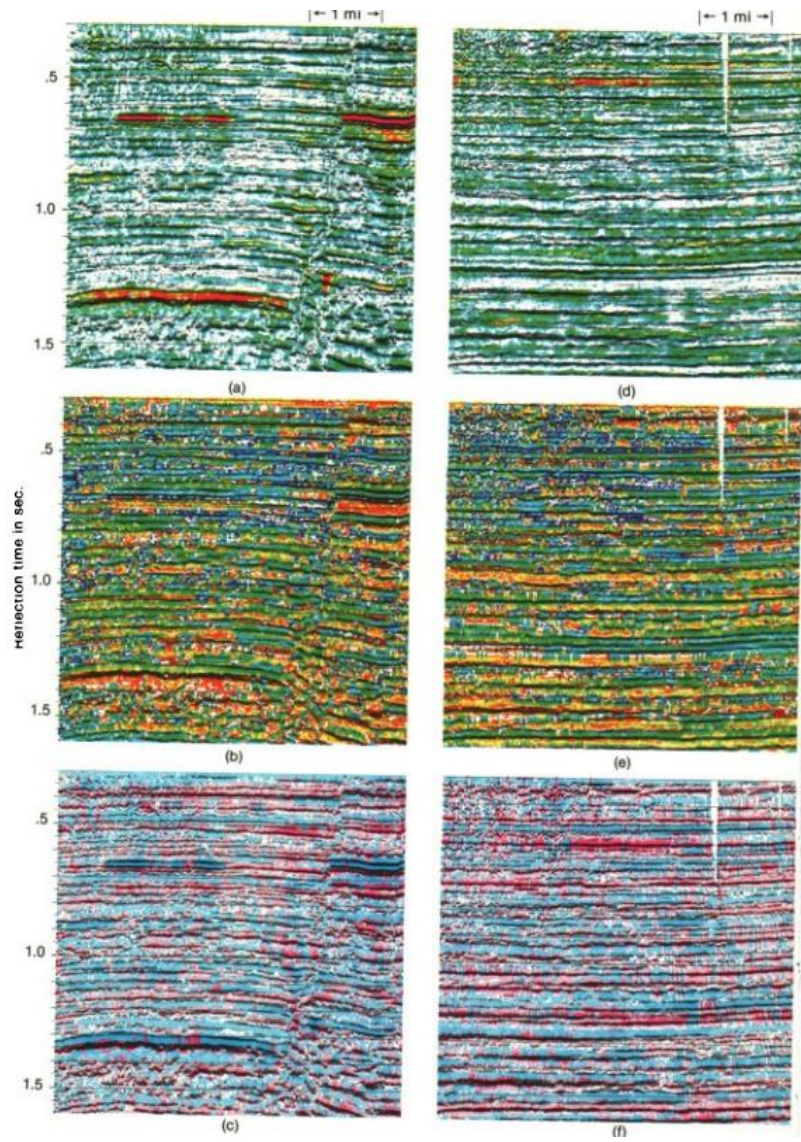 ← 1 mi →
← 1 mi →
.5
1.0
1.5
(a)
(d)
Reflection time in sec.
.5
1.0
1.5
(b)
(e)
.5
1.0
1.5
(c)
(f)